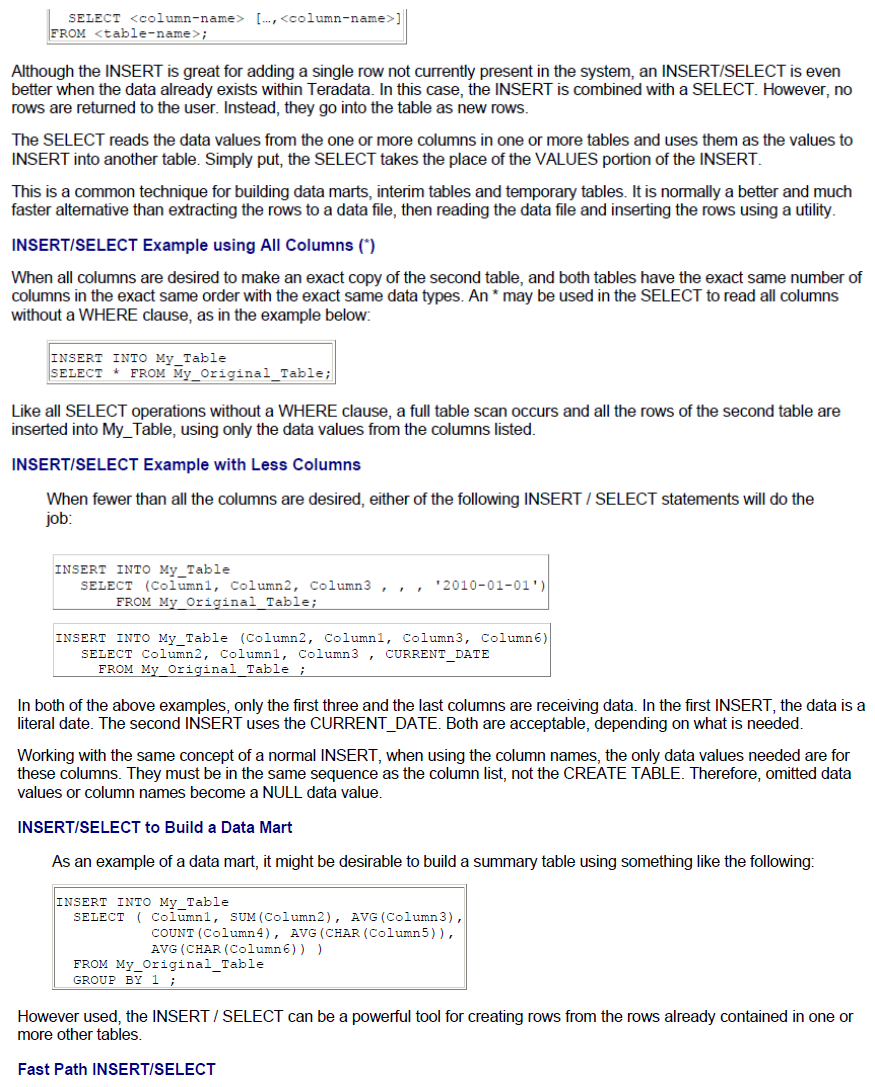 SELECT <column-name> […,<column-name>]
FROM <table-name>;
Although the INSERT is great for adding a single row not currently present in the system, an INSERT/SELECT is even
better when the data already exists within Teradata. In this case, the INSERT is combined with a SELECT. However, no
rows are returned to the user. Instead, they go into the table as new rows.
The SELECT reads the data values from the one or more columns in one or more tables and uses them as the values to
INSERT into another table. Simply put, the SELECT takes the place of the VALUES portion of the INSERT.
This is a common technique for building data marts, interim tables and temporary tables. It is normally a better and much
faster alternative than extracting the rows to a data file, then reading the data file and inserting the rows using a utility.
INSERT/SELECT Example using All Columns (*)
When all columns are desired to make an exact copy of the second table, and both tables have the exact same number of
columns in the exact same order with the exact same data types. An * may be used in the SELECT to read all columns
without a WHERE clause, as in the example below:
INSERT INTO My_Table
SELECT * FROM My_Original_Table;
Like all SELECT operations without a WHERE clause, a full table scan occurs and all the rows of the second table are
inserted into My_Table, using only the data values from the columns listed.
INSERT/SELECT Example with Less Columns
When fewer than all the columns are desired, either of the following INSERT / SELECT statements will do the
job:
INSERT INTO My_Table
SELECT (Column1, Column2, Column3 , , , '2010-01-01')
FROM My_Original_Table;
INSERT INTO My_Table (Column2, Column1, Column3, Column6)
SELECT Column2, Column1, Column3 , CURRENT_DATE
FROM My_Original_Table ;
In both of the above examples, only the first three and the last columns are receiving data. In the first INSERT, the data is a
literal date. The second INSERT uses the CURRENT_DATE. Both are acceptable, depending on what is needed.
Working with the same concept of a normal INSERT, when using the column names, the only data values needed are for
these columns. They must be in the same sequence as the column list, not the CREATE TABLE. Therefore, omitted data
values or column names become a NULL data value.
INSERT/SELECT to Build a Data Mart
As an example of a data mart, it might be desirable to build a summary table using something like the following:
INSERT INTO My_Table
SELECT ( Column1, SUM(Column2), AVG(Column3),
COUNT(Column4), AVG(CHAR(Column5)),
AVG(CHAR(Column6)) )
FROM My_Original_Table
GROUP BY 1 ;
However used, the INSERT / SELECT can be a powerful tool for creating rows from the rows already contained in one or
more other tables.
Fast Path INSERT/SELECT